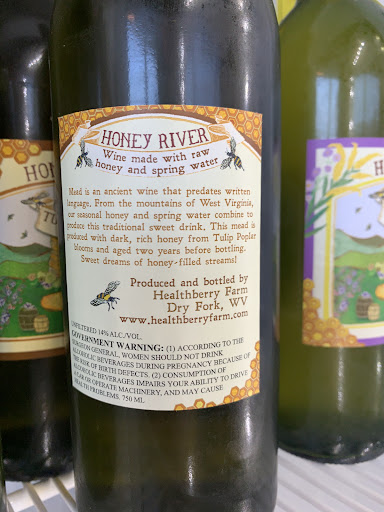 HONEY RIVER
Wine made with raw
honey and spring water
Mead is an ancient wine that predates written
language. From the mountains of West Virginia,
our seasonal honey and spring water combine to
produce this traditional sweet drink. This mead is
produced with dark, rich honey from Tulip Poplar
blooms and aged two years before bottling.
Sweet dreams of honey-filled streams!
Produced and bottled by
Healthberry Farm
Dry Fork, WV
www.healthberryfarm.com
UNFILTERED 14% ALC./VOL.
GOVERNMENT WARNING: (1) ACCORDING TO THE
SURGEON GENERAL, WOMEN SHOULD NOT DRINK
ALCOHOLIC BEVERAGES DURING PREGNANCY BECAUSE OF
THE RISK OF BIRTH DEFECTS. (2) CONSUMPTION OF
ALCOHOLIC BEVERAGES IMPAIRS YOUR ABILITY TO DRIVE
A CAR OR OPERATE MACHINERY, AND MAY CAUSE
HEALTH PROBLEMS. 750 ML
HO
TU
HON